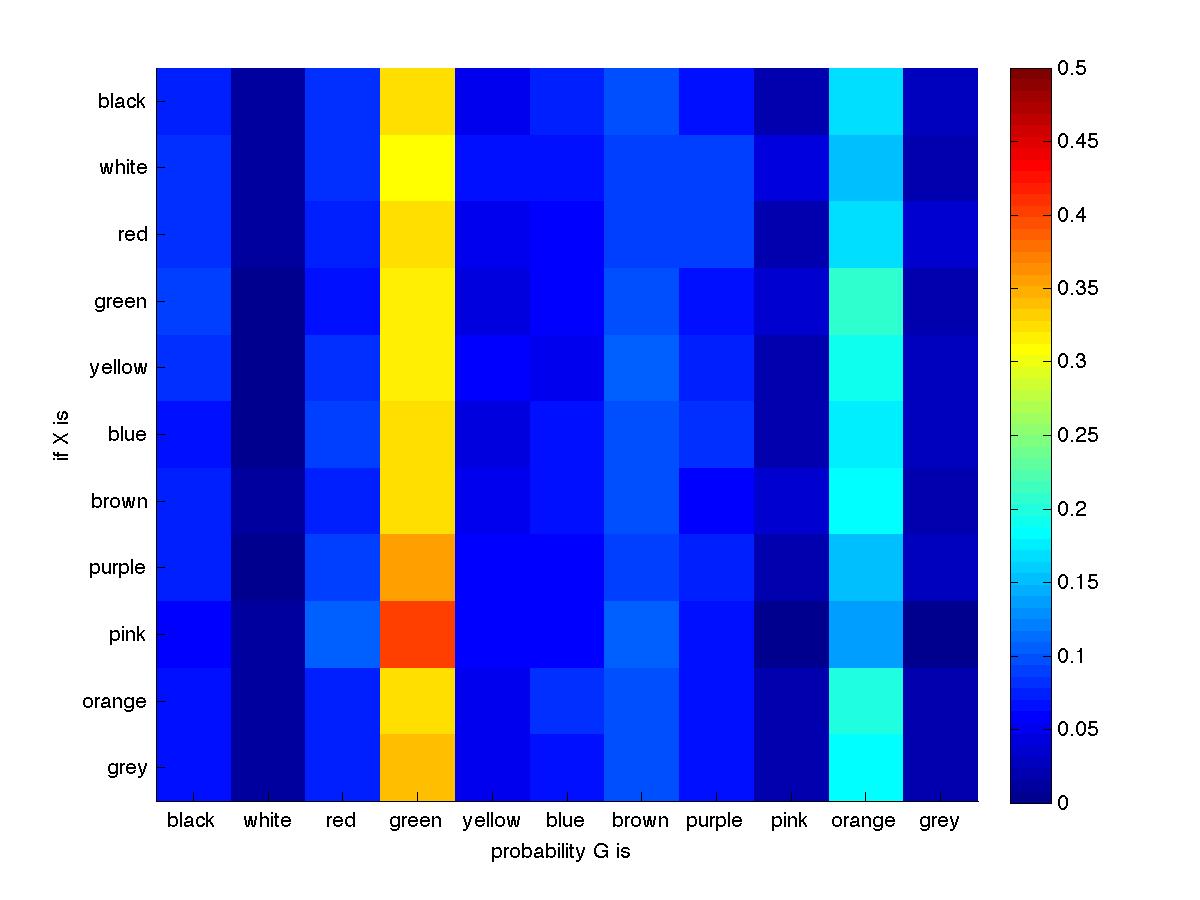 0.5
black
0.45
white
0.4
red
0.35
green
0.3
yellow
0.25
blue
0.2
brown
0.15
purple
0.1
pink
0.05
orange
grey
0
if X is
black white red green yellow blue brown purple pink orange grey
probability G is